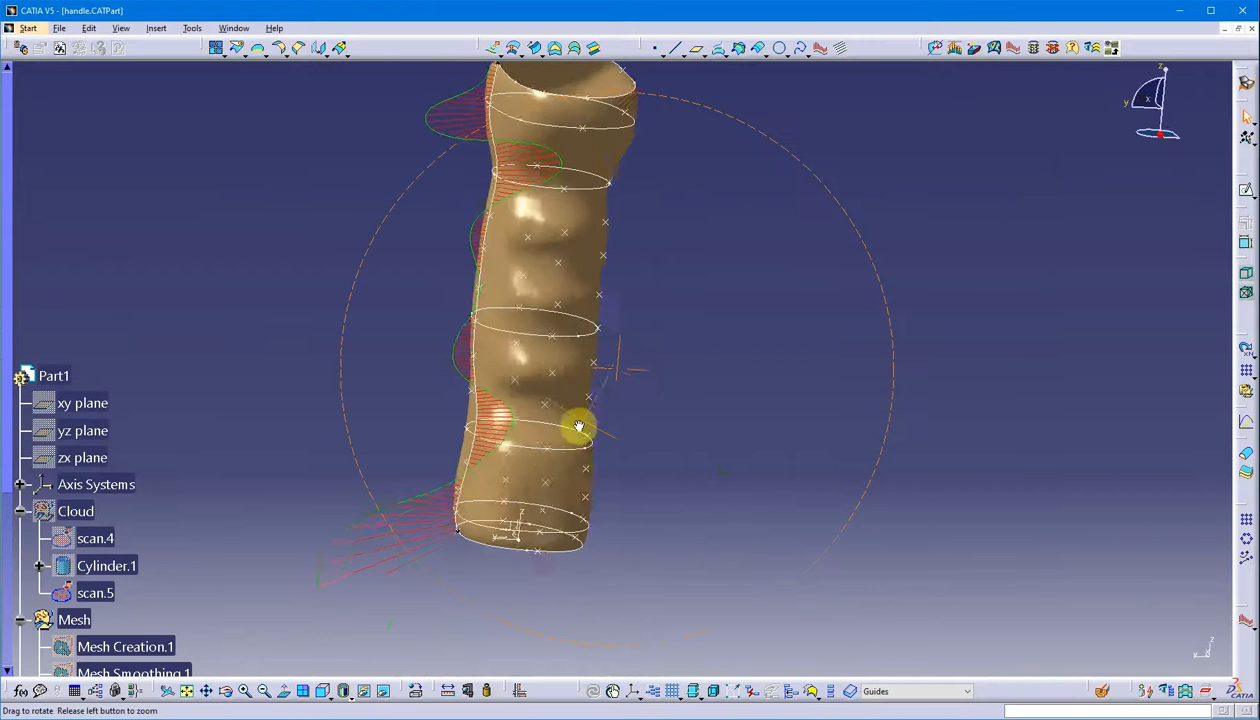 CATIA V5 - [handle.CATPart]
Start File Edit View Insert Tools Window Help
z
y x
Part1
xy plane
yz plane
zx plane
Axis Systems
Cloud
scan.4
Cylinder.1
scan.5
Mesh
Mesh Creation.1
Mesh Smoothing.1
f(x) Guides
CATIA
Drag to rotate Release left button to zoom